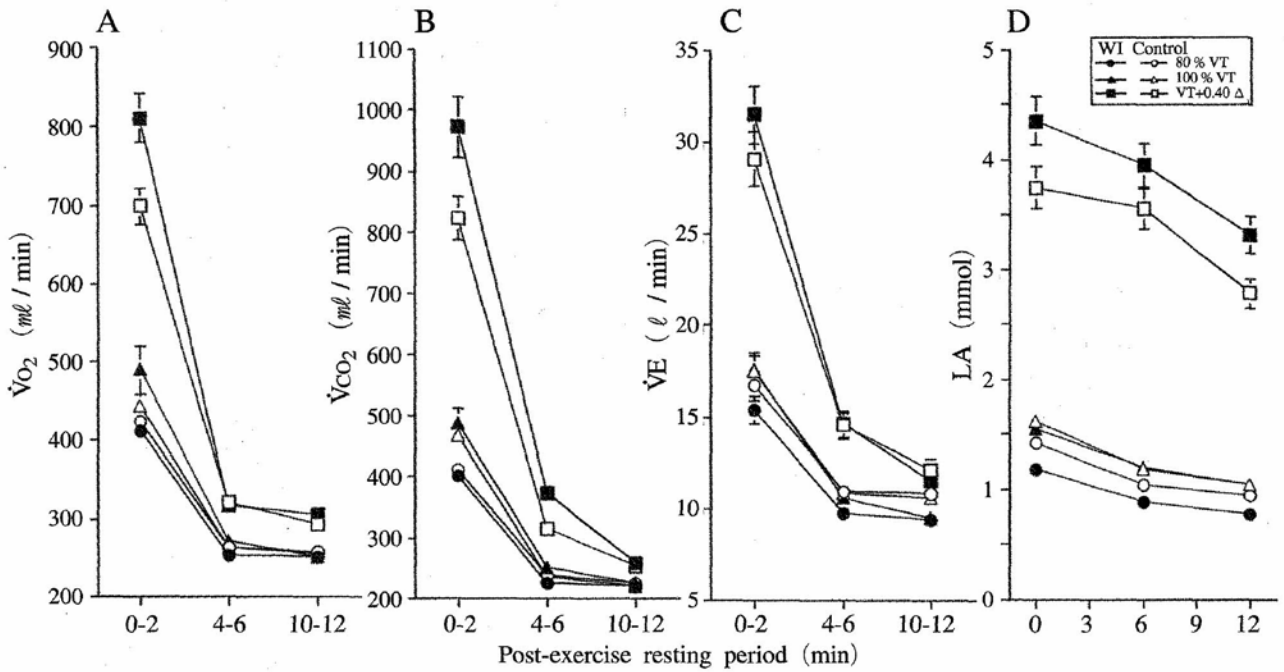 A
B
C
D
V̇O₂ (mℓ / min)
900
800
700
600
500
400
300
200
0-2
4-6
10-12
V̇CO₂ (mℓ / min)
1100
1000
900
800
700
600
500
400
300
200
0-2
4-6
10-12
V̇E (ℓ / min)
35
30
25
20
15
10
5
0-2
4-6
10-12
LA (mmol)
5
4
3
2
1
0
0 3 6 9 12
WI Control
80 % VT
100 % VT
VT+0.40 Δ
Post-exercise resting period (min)